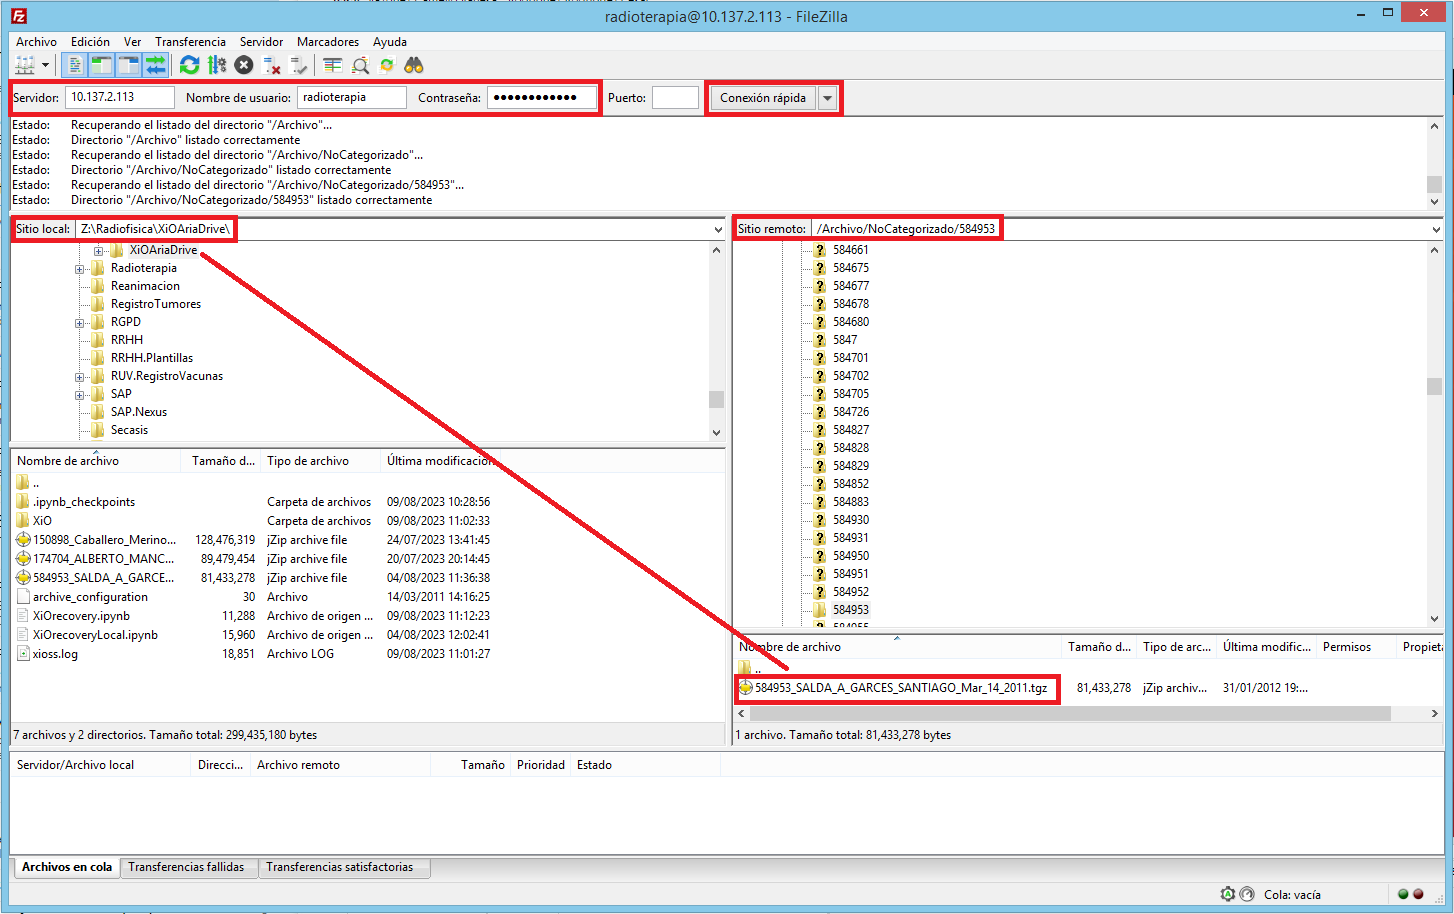 radioterapia@10.137.2.113 - FileZilla
Archivo Edición Ver Transferencia Servidor Marcadores Ayuda
Servidor: 10.137.2.113 Nombre de usuario: radioterapia Contraseña: ●●●●●●●●●●●● Puerto: Conexión rápida
Estado: Recuperando el listado del directorio "/Archivo"...
Estado: Directorio "/Archivo" listado correctamente
Estado: Recuperando el listado del directorio "/Archivo/NoCategorizado"...
Estado: Directorio "/Archivo/NoCategorizado" listado correctamente
Estado: Recuperando el listado del directorio "/Archivo/NoCategorizado/584953"...
Estado: Directorio "/Archivo/NoCategorizado/584953" listado correctamente
Sitio local: Z:\Radiofisica\XiOAriaDrive\
XiOAriaDrive
Radioterapia
Reanimacion
RegistroTumores
RGPD
RRHH
RRHH.Plantillas
RUV.RegistroVacunas
SAP
SAP.Nexus
Secasis
Nombre de archivo Tamaño d... Tipo de archivo Última modificación
..
.ipynb_checkpoints Carpeta de archivos 09/08/2023 10:28:56
XiO Carpeta de archivos 09/08/2023 11:02:33
150898_Caballero_Merino... 128,476,319 jZip archive file 24/07/2023 13:41:45
174704_ALBERTO_MANC... 89,479,454 jZip archive file 20/07/2023 20:14:45
584953_SALDA_A_GARCE... 81,433,278 jZip archive file 04/08/2023 11:36:38
archive_configuration 30 Archivo 14/03/2011 14:16:25
XiOrecovery.ipynb 11,288 Archivo de origen ... 09/08/2023 11:12:23
XiOrecoveryLocal.ipynb 15,960 Archivo de origen ... 04/08/2023 12:02:41
xioss.log 18,851 Archivo LOG 09/08/2023 11:01:27
7 archivos y 2 directorios. Tamaño total: 299,435,180 bytes
Sitio remoto: /Archivo/NoCategorizado/584953
584661
584675
584677
584678
584680
5847
584701
584702
584705
584726
584827
584828
584829
584852
584883
584930
584931
584950
584951
584952
584953
584955
Nombre de archivo Tamaño d... Tipo de arc... Última modific... Permisos Propieta
..
584953_SALDA_A_GARCES_SANTIAGO_Mar_14_2011.tgz 81,433,278 jZip archiv... 31/01/2012 19:...
1 archivo. Tamaño total: 81,433,278 bytes
Servidor/Archivo local Direcci... Archivo remoto Tamaño Prioridad Estado
Archivos en cola Transferencias fallidas Transferencias satisfactorias
Cola: vacía